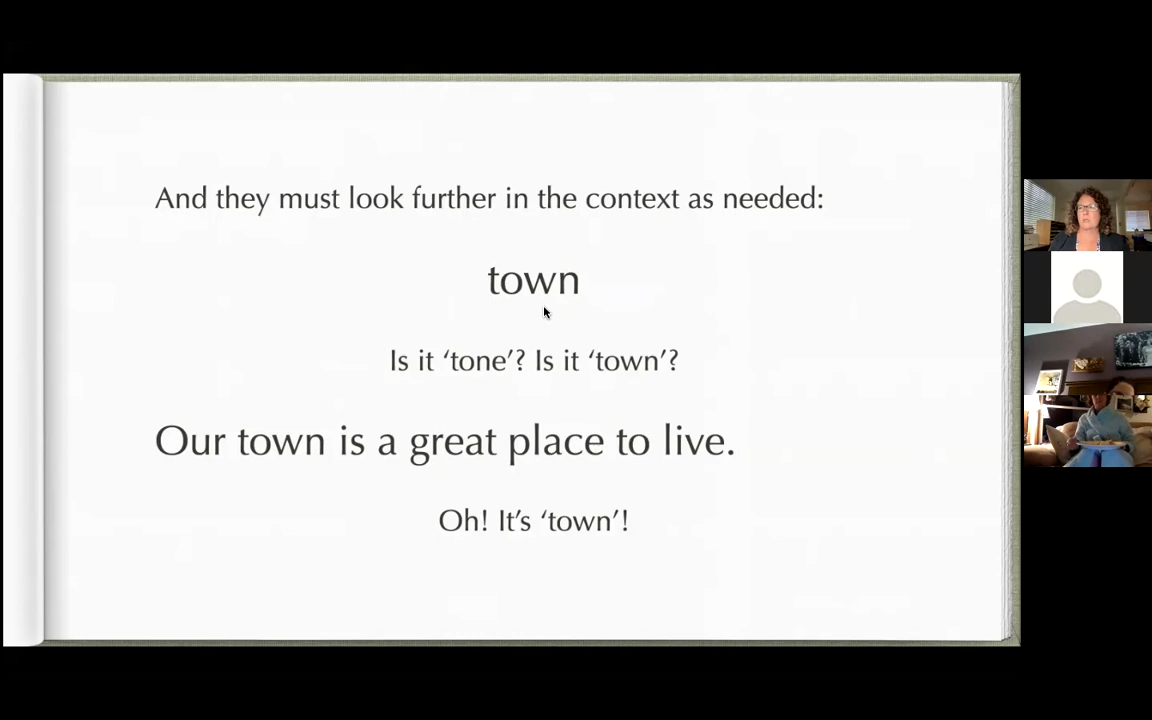 And they must look further in the context as needed:
town
Is it ‘tone’? Is it ‘town’?
Our town is a great place to live.
Oh! It’s ‘town’!